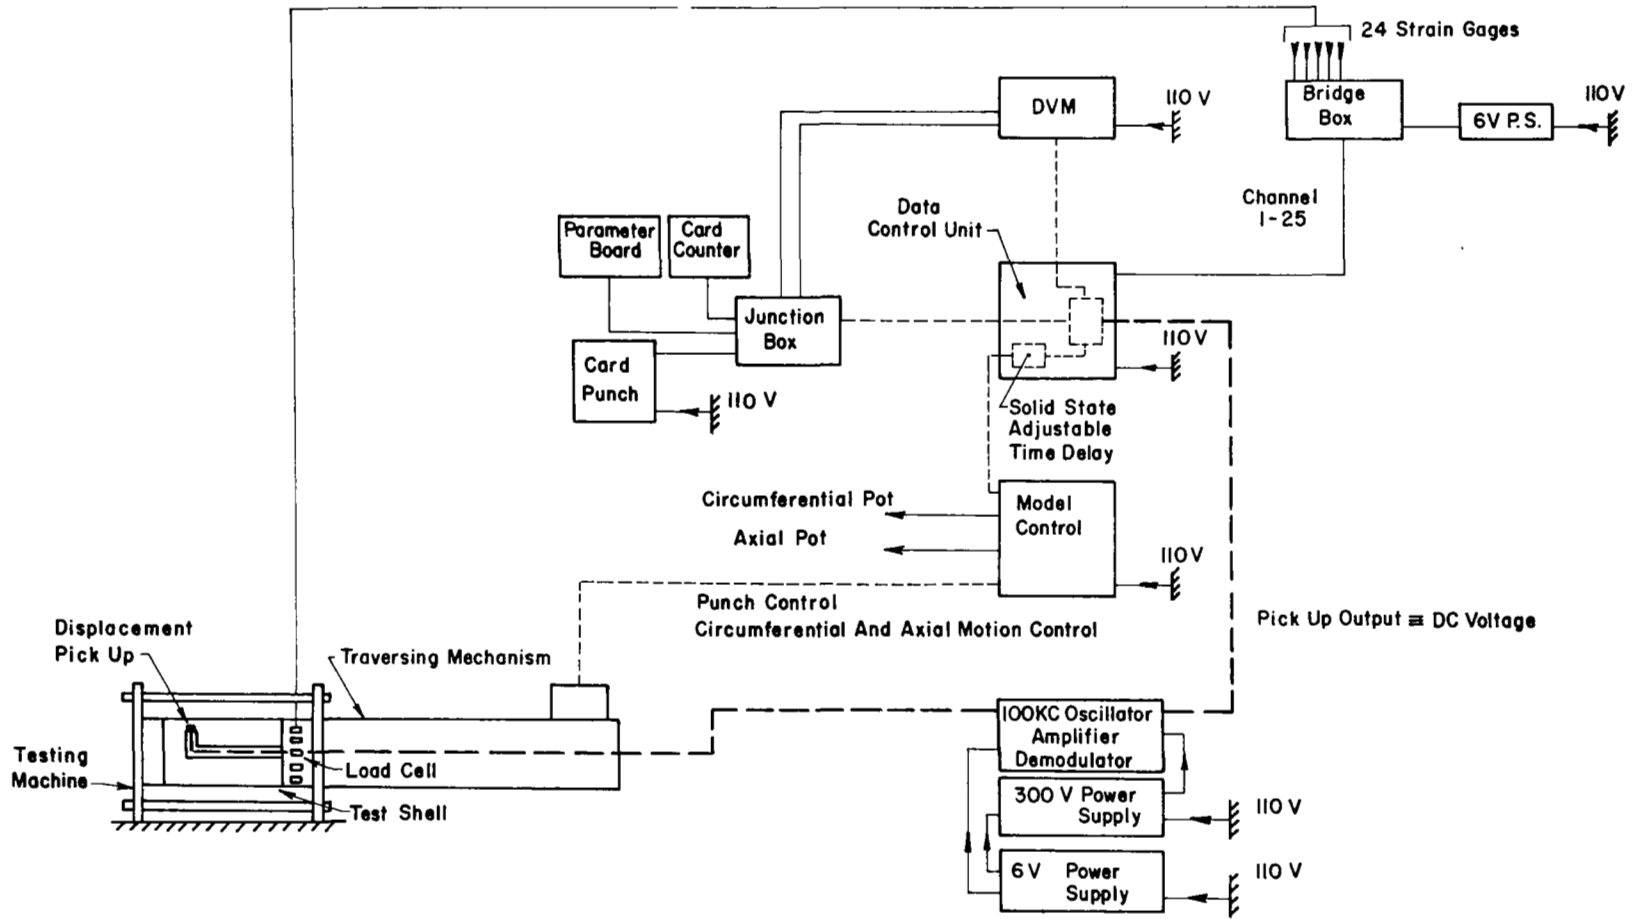 24 Strain Gages
Bridge
Box
6V P.S.
110V
DVM
110 V
Channel
1-25
Data
Control Unit
Parameter
Board
Card
Counter
Junction
Box
Card
Punch
110 V
110 V
Solid State
Adjustable
Time Delay
Circumferential Pot
Axial Pot
Model
Control
110 V
Punch Control
Circumferential And Axial Motion Control
Pick Up Output ≡ DC Voltage
Displacement
Pick Up
Traversing Mechanism
Testing
Machine
Load Cell
Test Shell
100KC Oscillator
Amplifier
Demodulator
300 V Power
Supply
110 V
6V Power
Supply
110 V